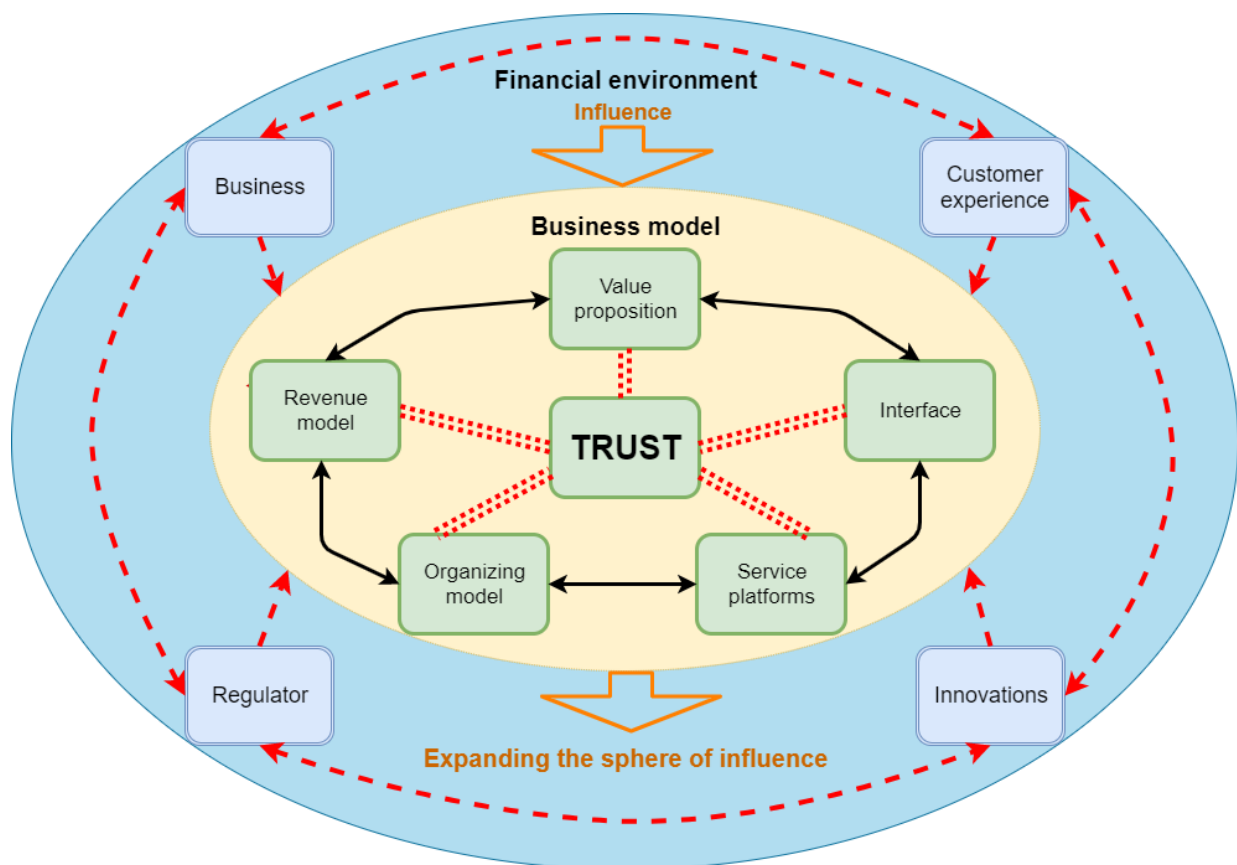 Financial environment
Influence
Business
Customer
experience
Business model
Value
proposition
Revenue
model
TRUST
Interface
Organizing
model
Service
platforms
Regulator
Innovations
Expanding the sphere of influence